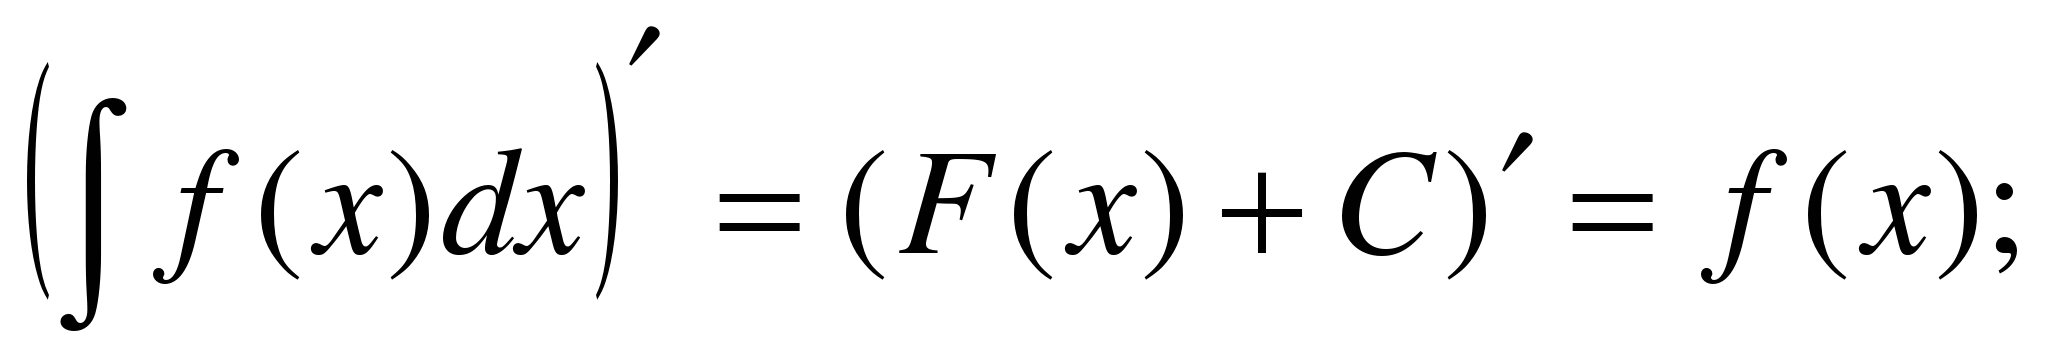 (∫ f(x)dx)′ = (F(x) + C)′ = f(x);